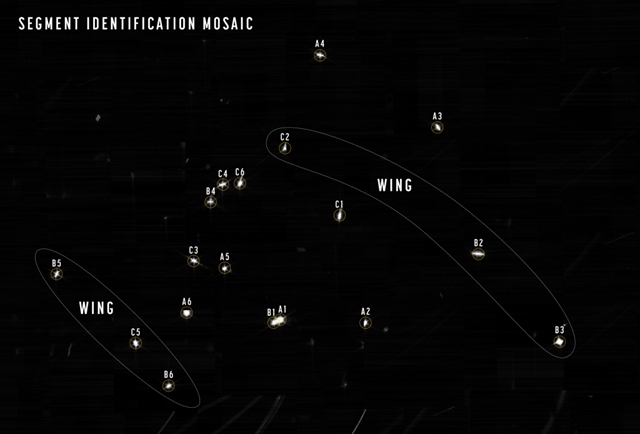 SEGMENT IDENTIFICATION MOSAIC
A4
A3
C2
C4 C6
WING
B4
C1
B2
C3
A5
B5
WING
A6
B1 A1
A2
C5
B3
B6